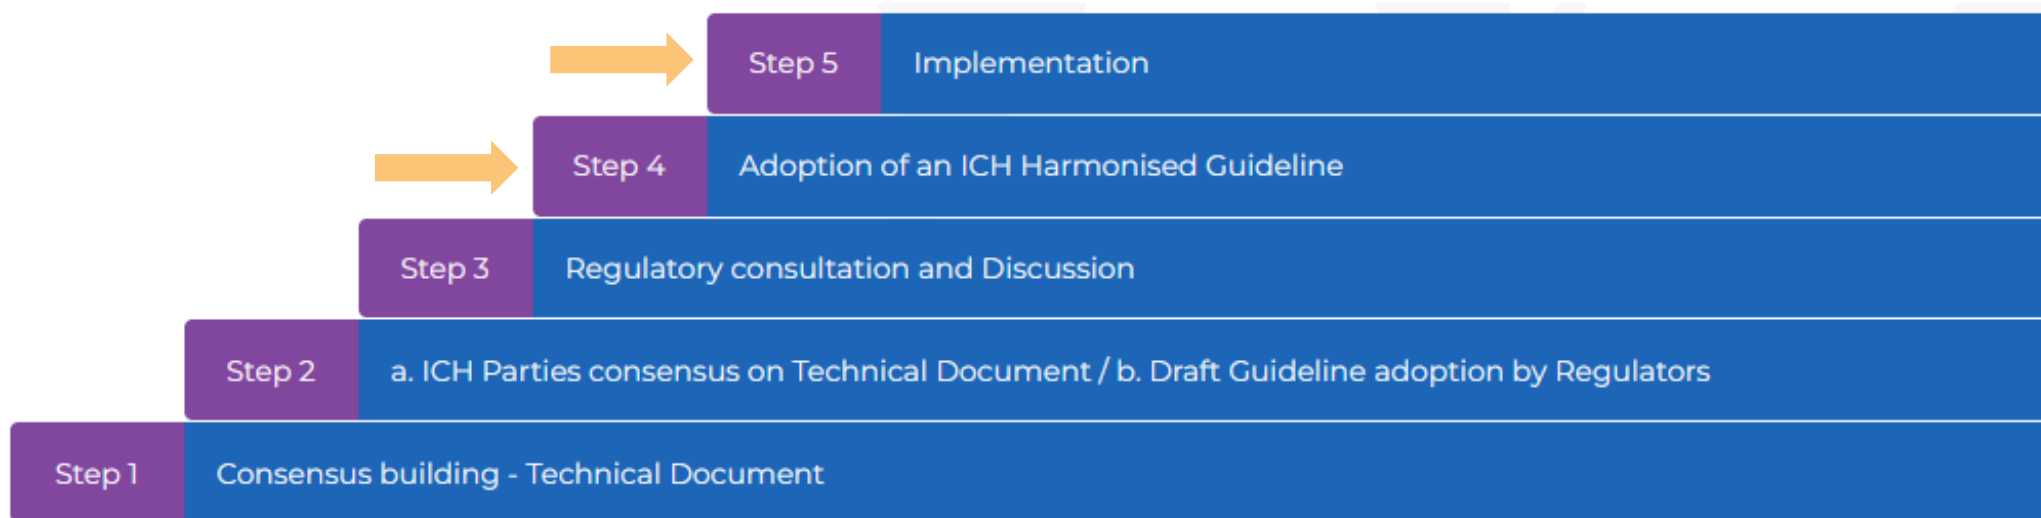 Step 5 Implementation
Step 4 Adoption of an ICH Harmonised Guideline
Step 3 Regulatory consultation and Discussion
Step 2 a. ICH Parties consensus on Technical Document / b. Draft Guideline adoption by Regulators
Step 1 Consensus building - Technical Document